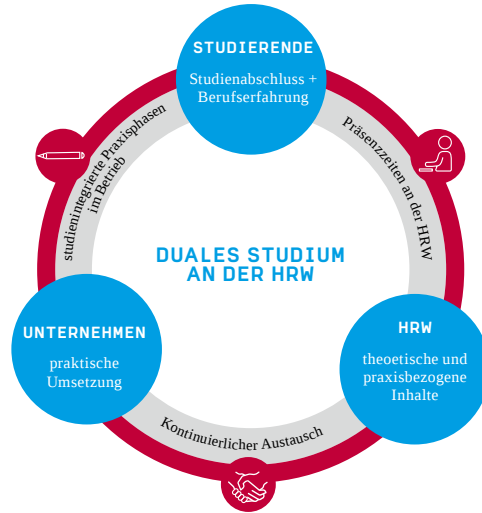 STUDIERENDE
Studienabschluss +
Berufserfahrung
studienintegrierte Praxisphasen
im Betrieb
Präsenzzeiten an der HRW
DUALES STUDIUM
AN DER HRW
UNTERNEHMEN
praktische
Umsetzung
HRW
theoetische und
praxisbezogene
Inhalte
Kontinuierlicher Austausch